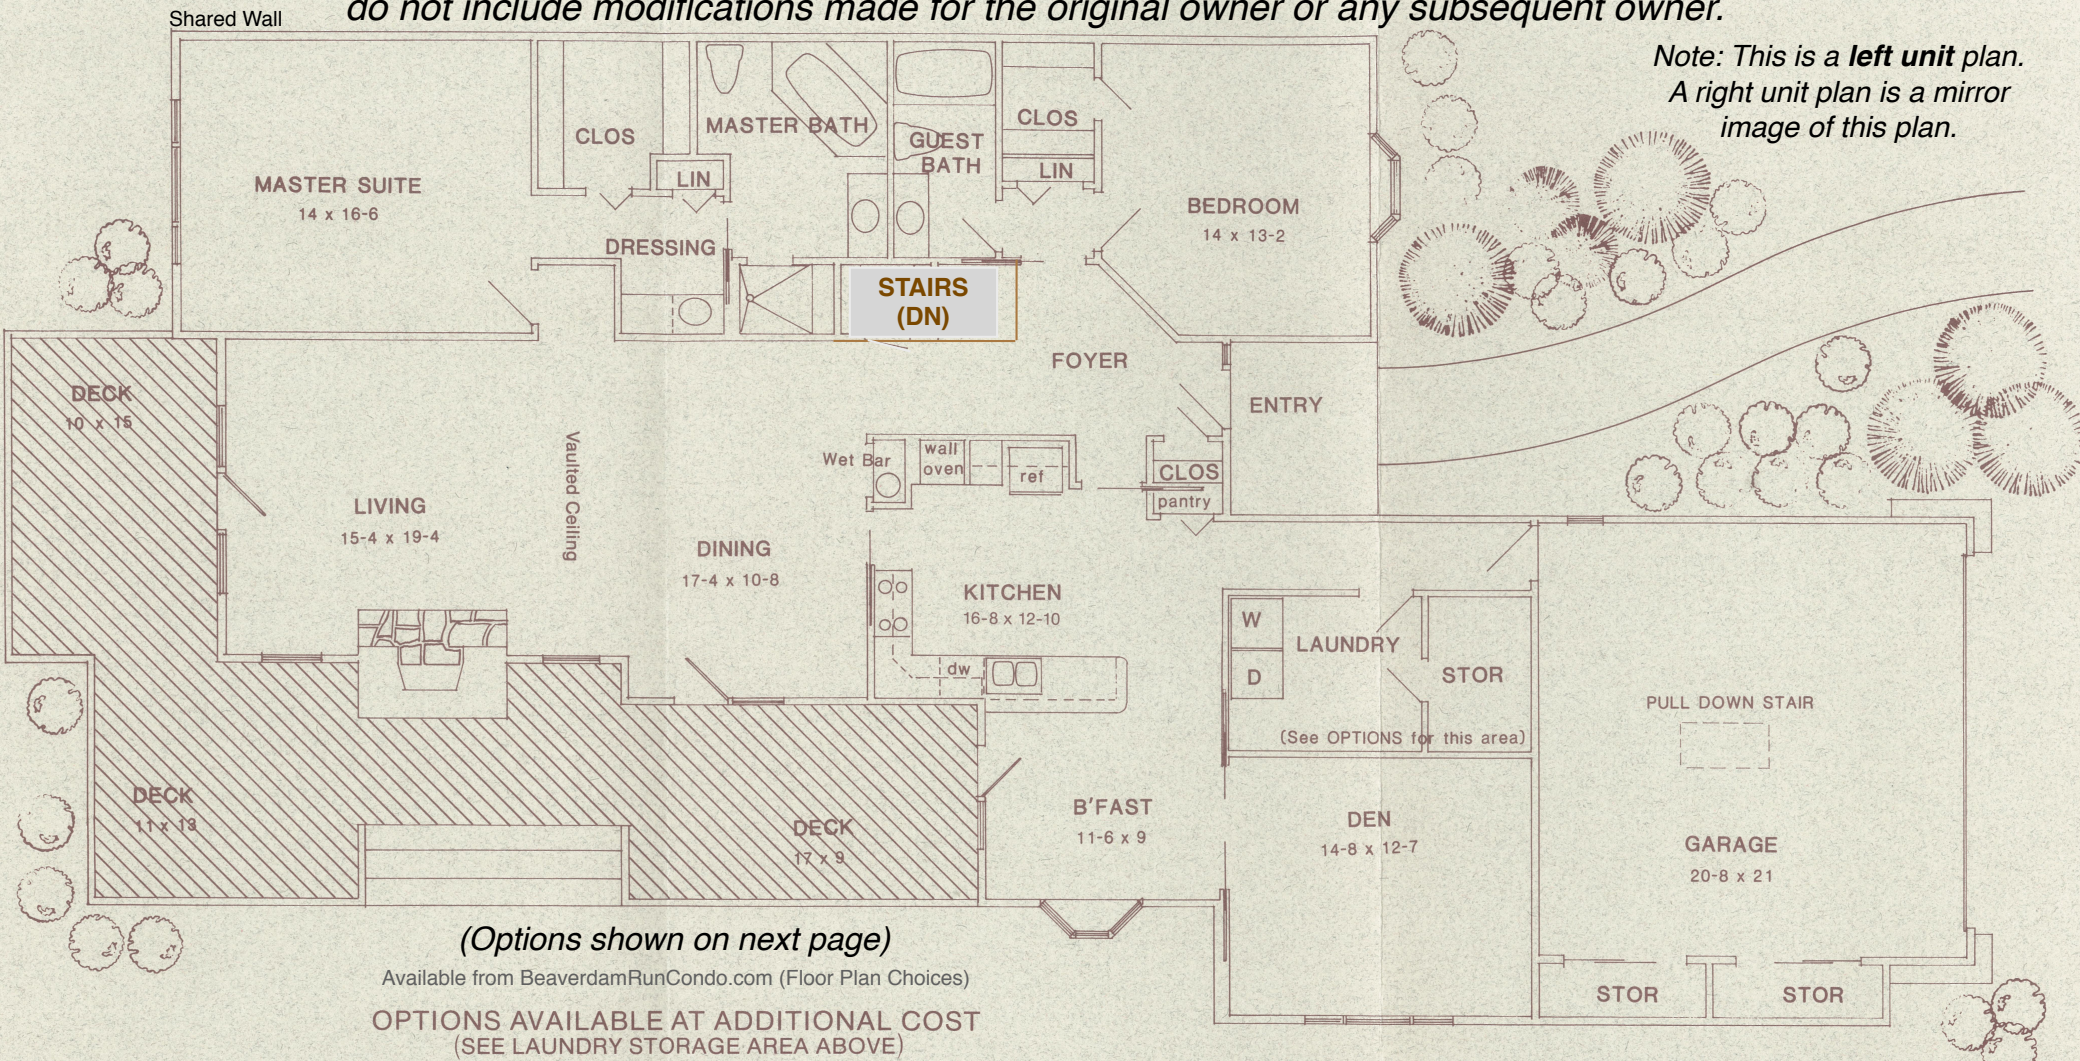 do not include modifications made for the original owner or any subsequent owner.
Shared Wall
Note: This is a left unit plan.
A right unit plan is a mirror
image of this plan.
CLOS
MASTER BATH
GUEST
BATH
CLOS
LIN
LIN
MASTER SUITE
14 x 16-6
BEDROOM
14 x 13-2
DRESSING
STAIRS
(DN)
FOYER
ENTRY
DECK
10 x 15
Vaulted Ceiling
Wet Bar
wall
oven
ref
CLOS
pantry
LIVING
15-4 x 19-4
DINING
17-4 x 10-8
KITCHEN
16-8 x 12-10
dw
W
D
LAUNDRY
STOR
(See OPTIONS for this area)
PULL DOWN STAIR
DECK
11 x 13
DECK
17 x 9
B'FAST
11-6 x 9
DEN
14-8 x 12-7
GARAGE
20-8 x 21
STOR
STOR
(Options shown on next page)
Available from BeaverdamRunCondo.com (Floor Plan Choices)
OPTIONS AVAILABLE AT ADDITIONAL COST
(SEE LAUNDRY STORAGE AREA ABOVE)